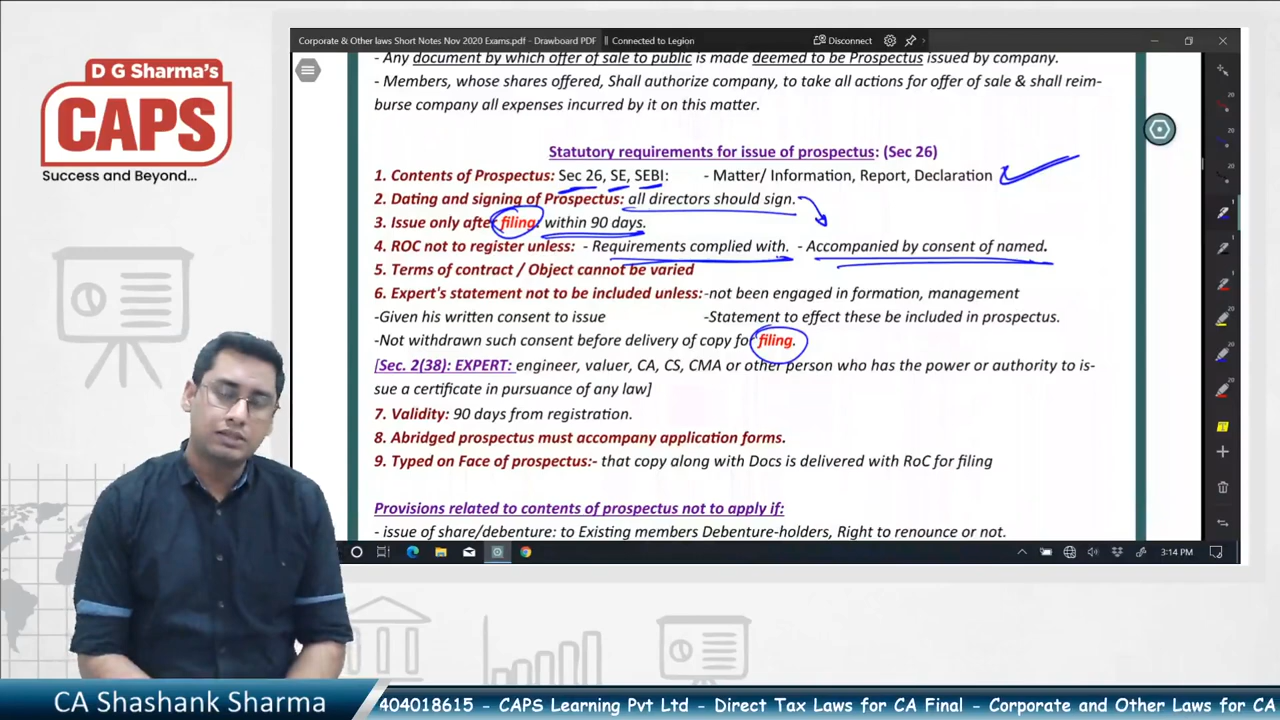 D G Sharma's
CAPS
Success and Beyond...
Corporate & Other laws Short Notes Nov 2020 Exams.pdf - Drawboard PDF
Connected to Legion
Disconnect
- Any document by which offer of sale to public is made deemed to be Prospectus issued by company.
- Members, whose shares offered, Shall authorize company, to take all actions for offer of sale & shall reim-
burse company all expenses incurred by it on this matter.
Statutory requirements for issue of prospectus: (Sec 26)
1. Contents of Prospectus: Sec 26, SE, SEBI: - Matter/ Information, Report, Declaration
2. Dating and signing of Prospectus: all directors should sign.
3. Issue only after filing: within 90 days.
4. ROC not to register unless: - Requirements complied with. - Accompanied by consent of named.
5. Terms of contract / Object cannot be varied
6. Expert's statement not to be included unless:-not been engaged in formation, management
-Given his written consent to issue -Statement to effect these be included in prospectus.
-Not withdrawn such consent before delivery of copy for filing.
[Sec. 2(38): EXPERT: engineer, valuer, CA, CS, CMA or other person who has the power or authority to is-
sue a certificate in pursuance of any law]
7. Validity: 90 days from registration.
8. Abridged prospectus must accompany application forms.
9. Typed on Face of prospectus:- that copy along with Docs is delivered with RoC for filing
Provisions related to contents of prospectus not to apply if:
- issue of share/debenture: to Existing members Debenture-holders, Right to renounce or not.
3:14 PM
CA Shashank Sharma
404018615 - CAPS Learning Pvt Ltd - Direct Tax Laws for CA Final - Corporate and Other Laws for CA